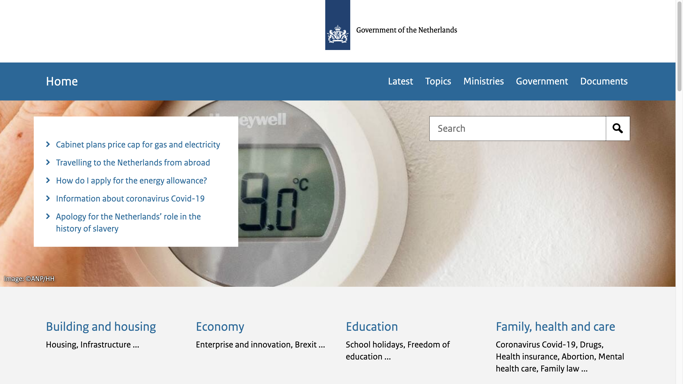 Government of the Netherlands
Home
Latest
Topics
Ministries
Government
Documents
Honeywell
Search
Cabinet plans price cap for gas and electricity
Travelling to the Netherlands from abroad
How do I apply for the energy allowance?
Information about coronavirus Covid-19
Apology for the Netherlands' role in the
history of slavery
9.0°C
Image: ©ANP/HH
Building and housing
Housing, Infrastructure ...
Economy
Enterprise and innovation, Brexit ...
Education
School holidays, Freedom of
education ...
Family, health and care
Coronavirus Covid-19, Drugs,
Health insurance, Abortion, Mental
health care, Family law ...